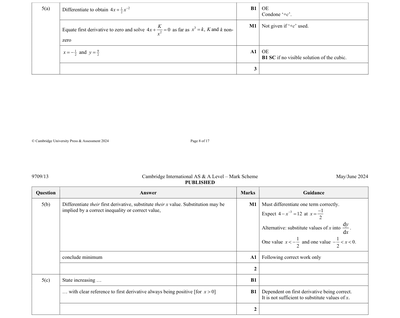 5(a) Differentiate to obtain 4x + ½x⁻² B1 OE
Condone '+c'.
Equate first derivative to zero and solve 4x + K/x² = 0 as far as x³ = k, K and k non-zero M1 Not given if '+c' used.
x = −½ and y = A1 OE
B1 SC if no visible solution of the cubic.
3
© Cambridge University Press & Assessment 2024 Page 8 of 17
9709/13 Cambridge International AS & A Level – Mark Scheme May/June 2024
PUBLISHED
Question Answer Marks Guidance
5(b) Differentiate their first derivative, substitute their x value. Substitution may be M1 Must differentiate one term correctly.
implied by a correct inequality or correct value, Expect 4 − x⁻³ = 12 at x = −1/2
Alternative: substitute values of x into dy/dx.
One value x < −1/2 and one value −1/2 < x < 0.
conclude minimum A1 Following correct work only
2
5(c) State increasing … B1
… with clear reference to first derivative always being positive [for x > 0] B1 Dependent on first derivative being correct.
It is not sufficient to substitute values of x.
2